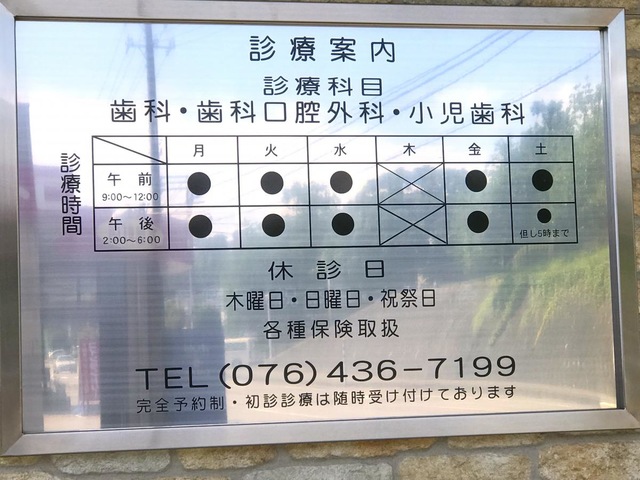 診療案内
診療科目
歯科・歯科口腔外科・小児歯科
診療時間
月 火 水 木 金 土
午前 ● ● ● ╳ ● ●
9:00〜12:00
午後 ● ● ● ╳ ● ●
2:00〜6:00 但し5時まで
休診日
木曜日・日曜日・祝祭日
各種保険取扱
TEL(076)436-7199
完全予約制・初診診療は随時受け付けております